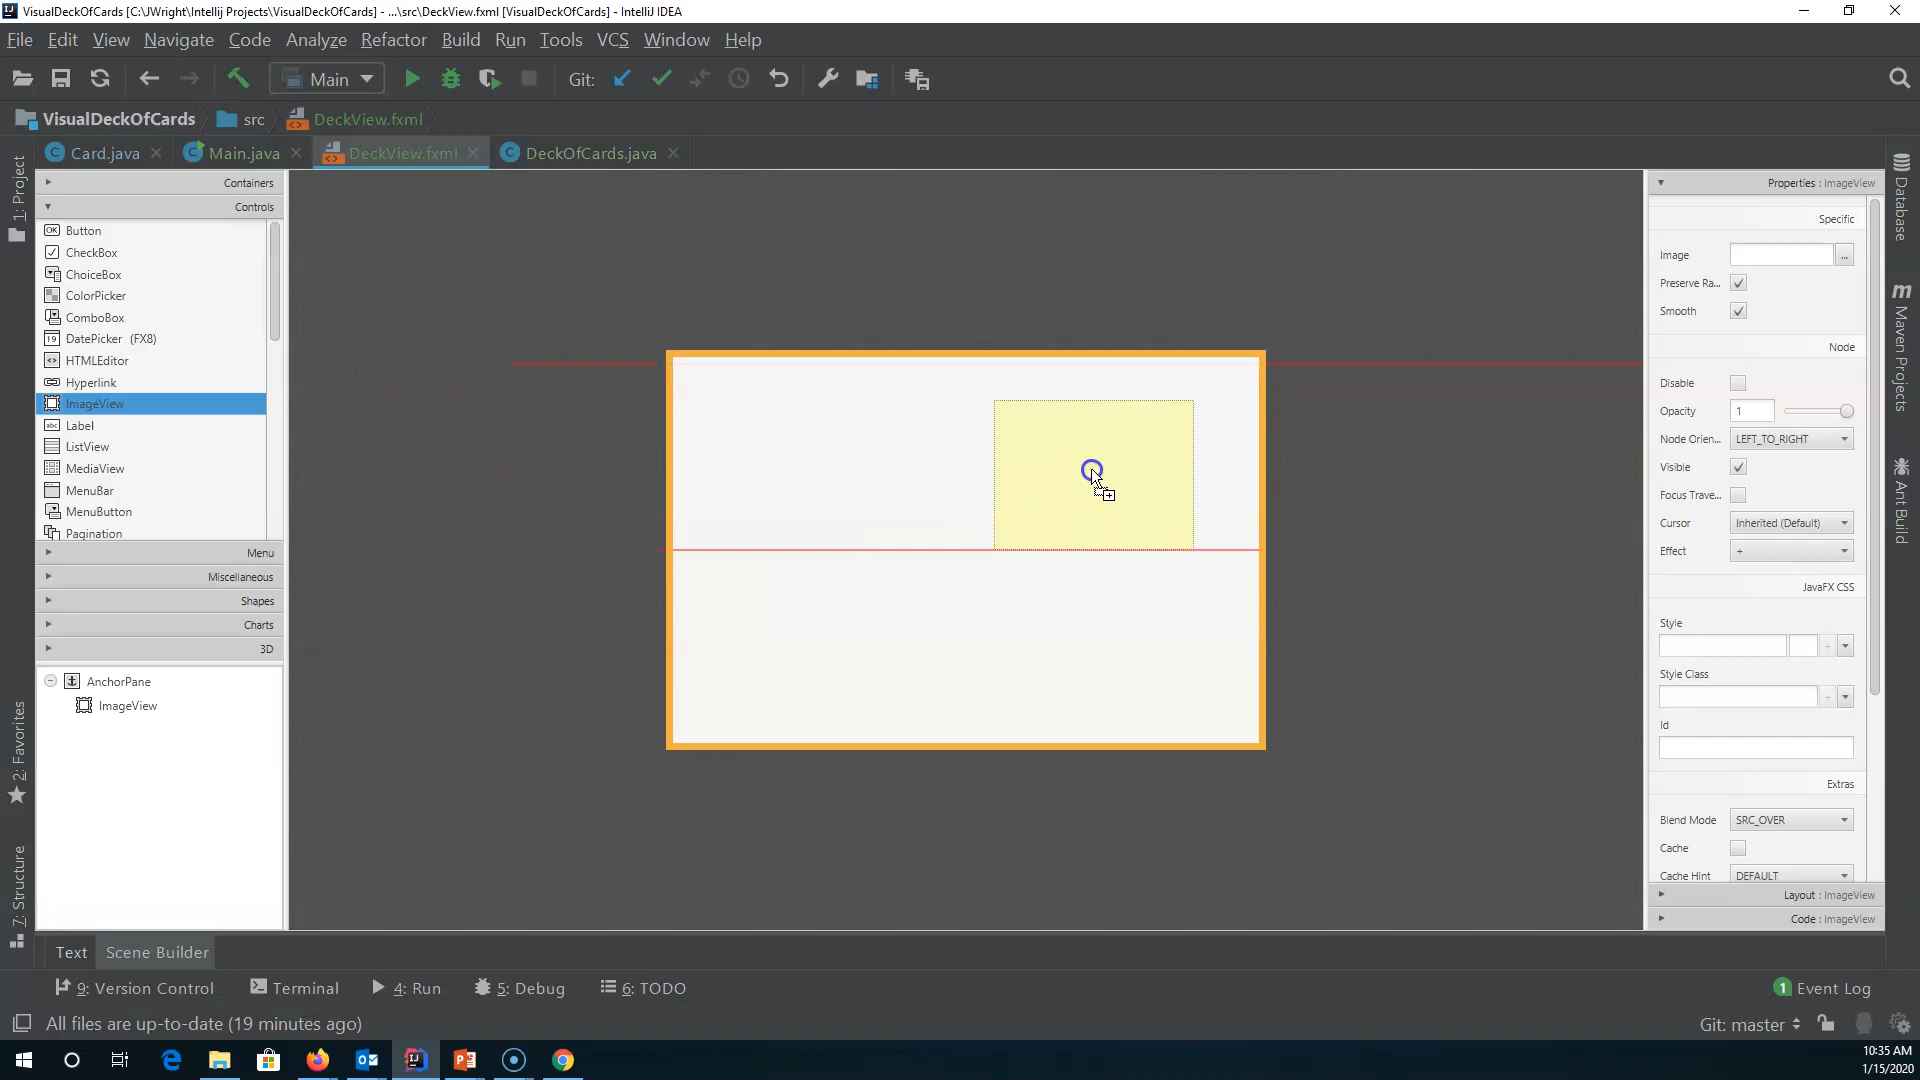 VisualDeckOfCards [C:\JWright\Intellij Projects\VisualDeckOfCards] - ...\src\DeckView.fxml [VisualDeckOfCards] - IntelliJ IDEA
File Edit View Navigate Code Analyze Refactor Build Run Tools VCS Window Help
Main Git:
VisualDeckOfCards src DeckView.fxml
Card.java Main.java DeckView.fxml DeckOfCards.java
1: Project
2: Favorites
7: Structure
Containers
Controls
OK Button
CheckBox
ChoiceBox
ColorPicker
ComboBox
19 DatePicker (FX8)
HTMLEditor
Hyperlink
ImageView
abc Label
ListView
MediaView
MenuBar
MenuButton
Pagination
Menu
Miscellaneous
Shapes
Charts
3D
AnchorPane
ImageView
Properties : ImageView
Specific
Image ...
Preserve Ra...
Smooth
Node
Disable
Opacity 1
Node Orien... LEFT_TO_RIGHT
Visible
Focus Trave...
Cursor Inherited (Default)
Effect +
JavaFX CSS
Style
+
Style Class
+
Id
Extras
Blend Mode SRC_OVER
Cache
Cache Hint DEFAULT
Layout : ImageView
Code : ImageView
Database
m Maven Projects
Ant Build
Text Scene Builder
9: Version Control Terminal 4: Run 5: Debug 6: TODO 1 Event Log
All files are up-to-date (19 minutes ago) Git: master
10:35 AM
1/15/2020